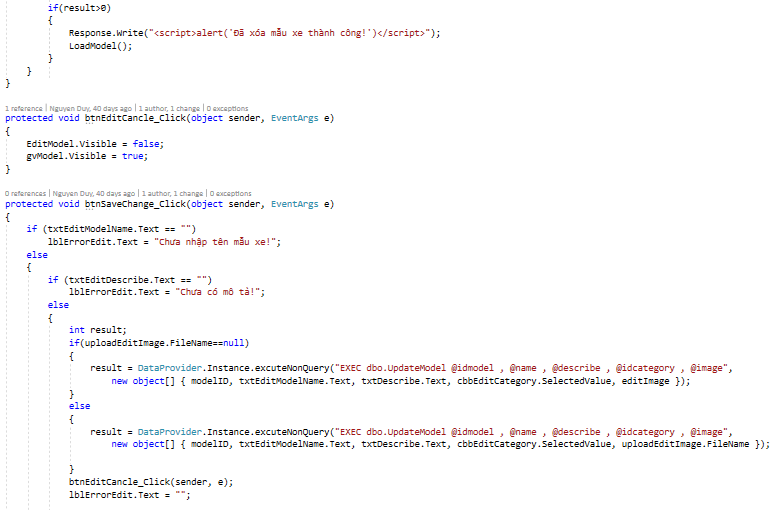 if(result>0)
{
Response.Write("<script>alert('Đã xóa mẫu xe thành công!')</script>");
LoadModel();
}
}
}
1 reference | Nguyen Duy, 40 days ago | 1 author, 1 change | 0 exceptions
protected void btnEditCancle_Click(object sender, EventArgs e)
{
EditModel.Visible = false;
gvModel.Visible = true;
}
0 references | Nguyen Duy, 40 days ago | 1 author, 1 change | 0 exceptions
protected void btnSaveChange_Click(object sender, EventArgs e)
{
if (txtEditModelName.Text == "")
lblErrorEdit.Text = "Chưa nhập tên mẫu xe!";
else
{
if (txtEditDescribe.Text == "")
lblErrorEdit.Text = "Chưa có mô tả!";
else
{
int result;
if(uploadEditImage.FileName==null)
{
result = DataProvider.Instance.excuteNonQuery("EXEC dbo.UpdateModel @idmodel , @name , @describe , @idcategory , @image",
new object[] { modelID, txtEditModelName.Text, txtDescribe.Text, cbbEditCategory.SelectedValue, editImage });
}
else
{
result = DataProvider.Instance.excuteNonQuery("EXEC dbo.UpdateModel @idmodel , @name , @describe , @idcategory , @image",
new object[] { modelID, txtEditModelName.Text, txtDescribe.Text, cbbEditCategory.SelectedValue, uploadEditImage.FileName });
}
btnEditCancle_Click(sender, e);
lblErrorEdit.Text = "";